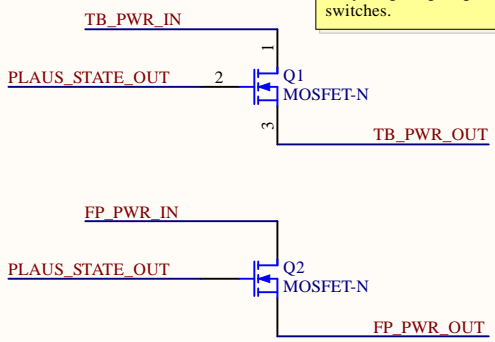 switches.
TB_PWR_IN
1
PLAUS_STATE_OUT
2
Q1
MOSFET-N
3
TB_PWR_OUT
FP_PWR_IN
PLAUS_STATE_OUT
Q2
MOSFET-N
FP_PWR_OUT